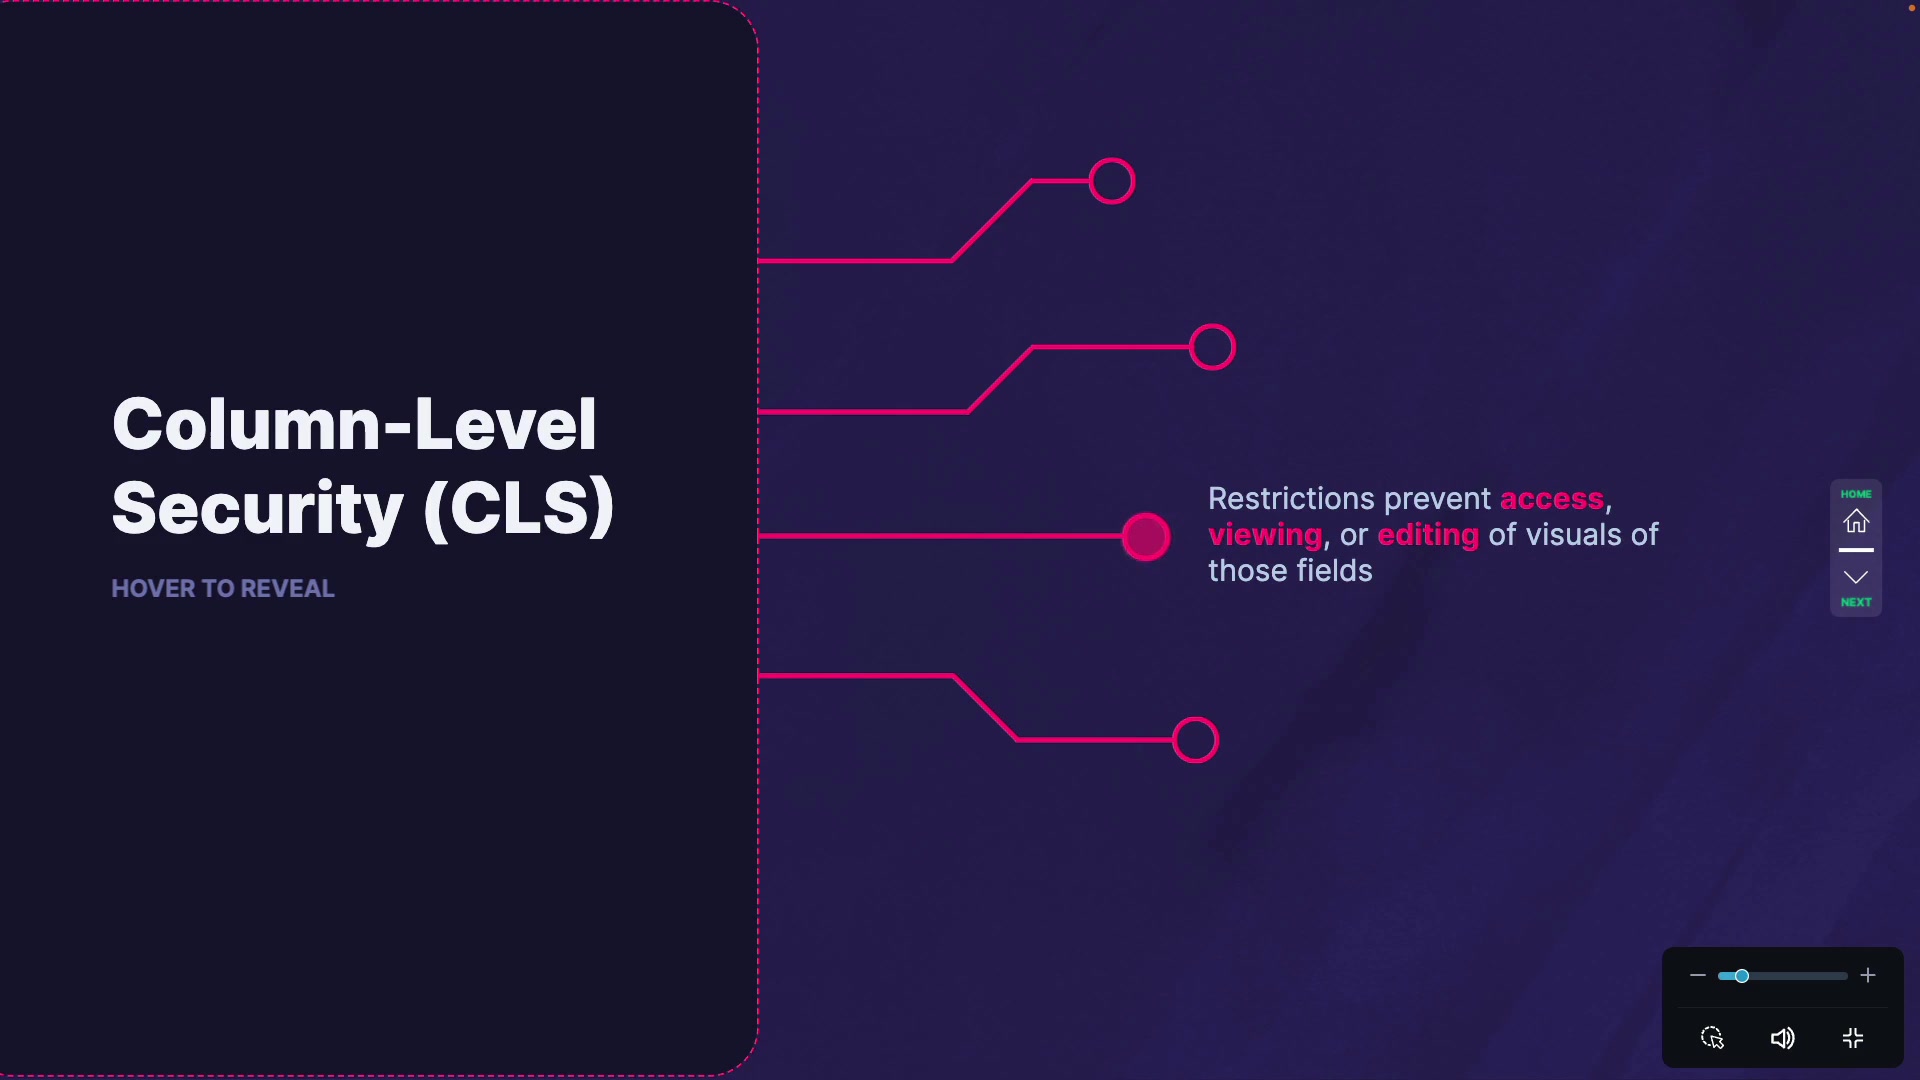 Column-Level
Security (CLS)
HOVER TO REVEAL
Restrictions prevent access,
viewing, or editing of visuals of
those fields
HOME
NEXT